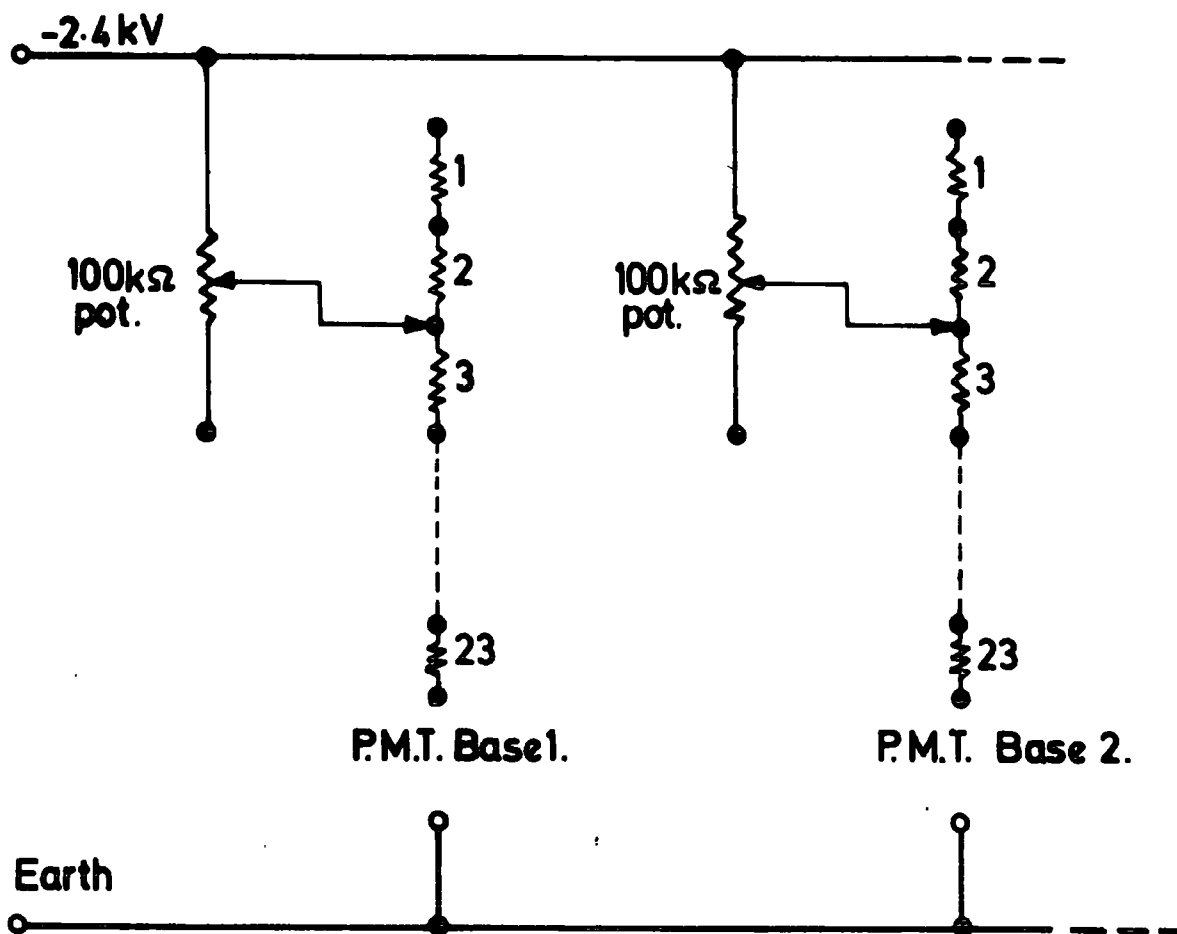 -2.4kV
1
2
100kΩ
pot.
3
23
P.M.T. Base1.
1
2
100kΩ
pot.
3
23
P.M.T. Base 2.
Earth